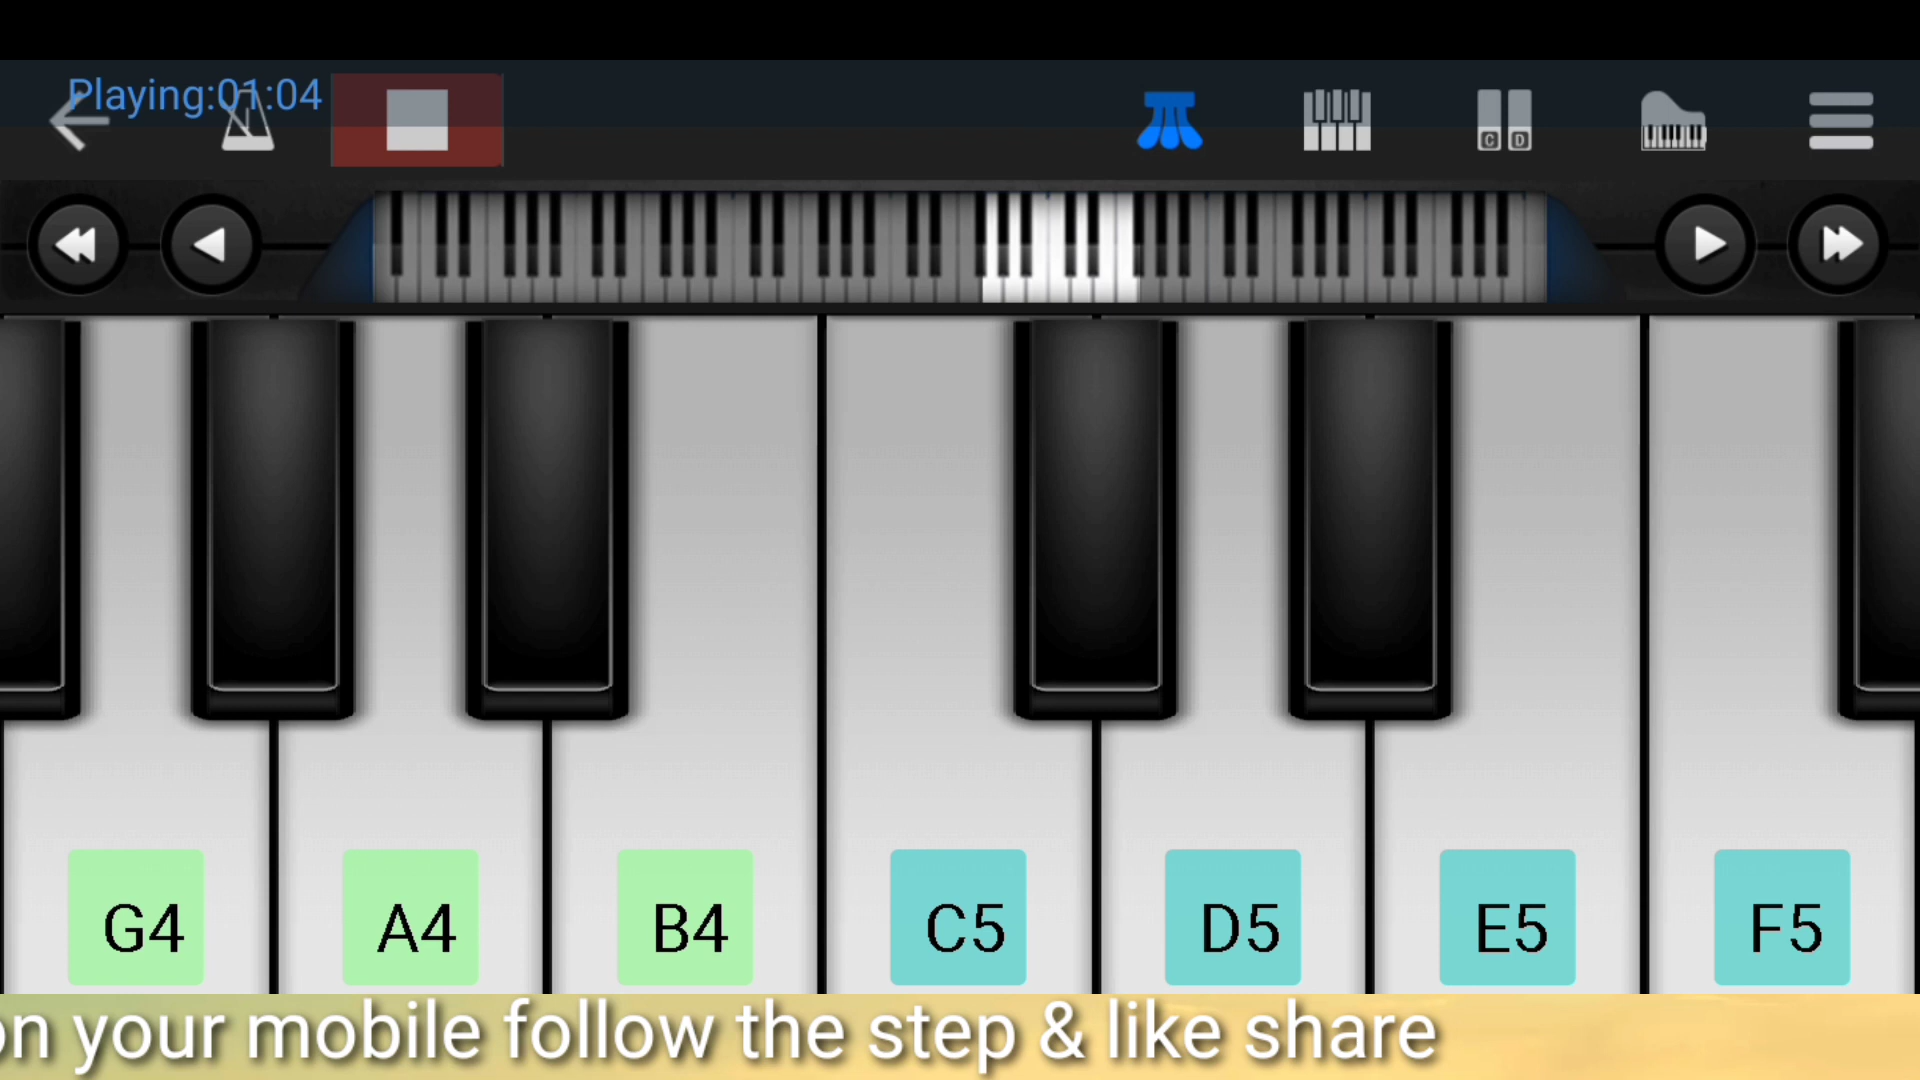 Playing:01:04
C D
G4 A4 B4 C5 D5 E5 F5
on your mobile follow the step & like share